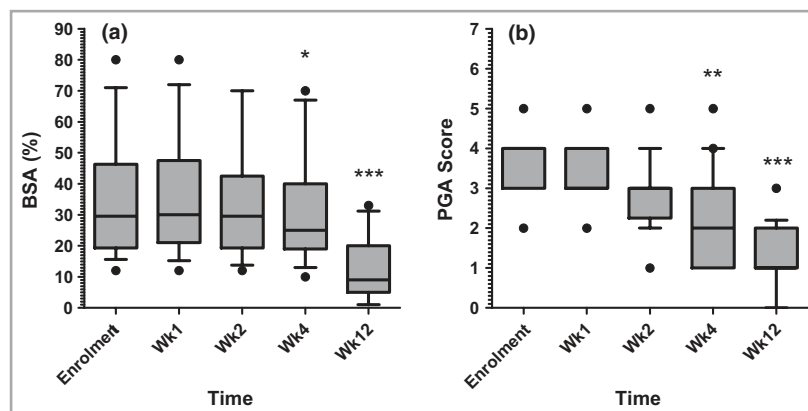 (a)
BSA (%)
90
80
70
60
50
40
30
20
10
0
*
***
Enrolment
Wk1
Wk2
Wk4
Wk12
Time
(b)
PGA Score
7
6
5
4
3
2
1
0
**
***
Enrolment
Wk1
Wk2
Wk4
Wk12
Time